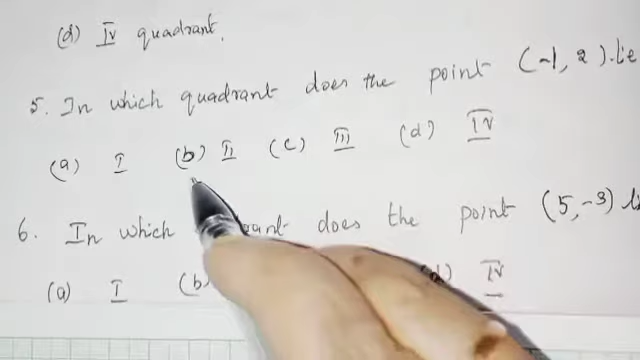 (d) IV quadrant.
5. In which quadrant does the point (-1, 2). lie
(a) I (b) II (c) III (d) IV
6. In which does the point (5, -3)
(a) I (b) IV